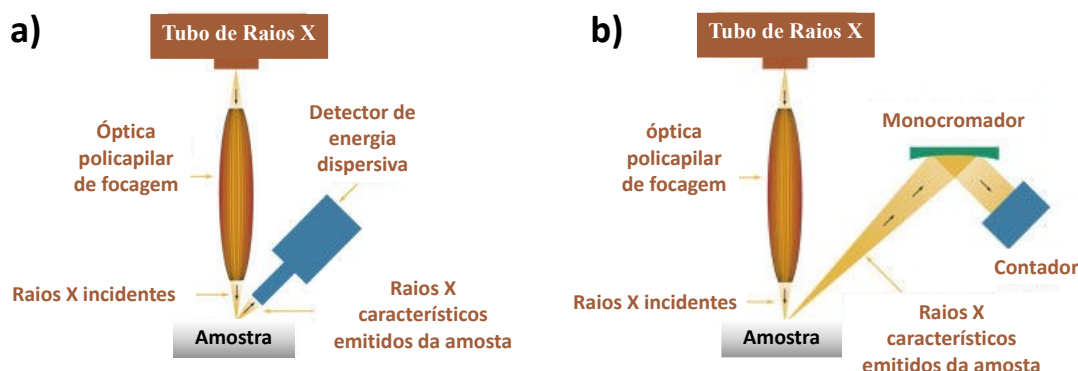 a)
Tubo de Raios X
Óptica
policapilar
de focagem
Detector de
energia
dispersiva
Raios X incidentes
Raios X
característicos
emitidos da amosta
Amostra
b)
Tubo de Raios X
óptica
policapilar
de focagem
Monocromador
Contador
Raios X incidentes
Raios X
característicos
emitidos da amosta
Amostra